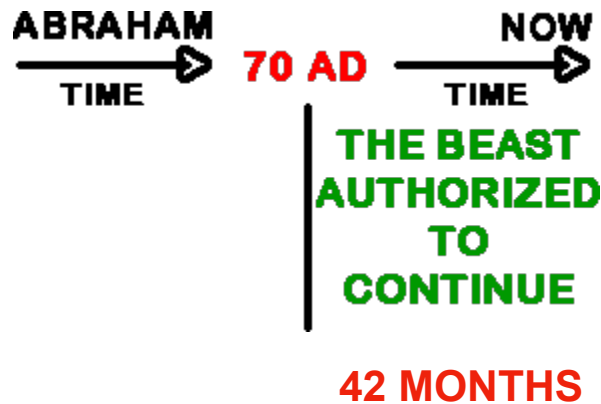 ABRAHAM
TIME
70 AD
NOW
TIME
THE BEAST
AUTHORIZED
TO
CONTINUE
42 MONTHS